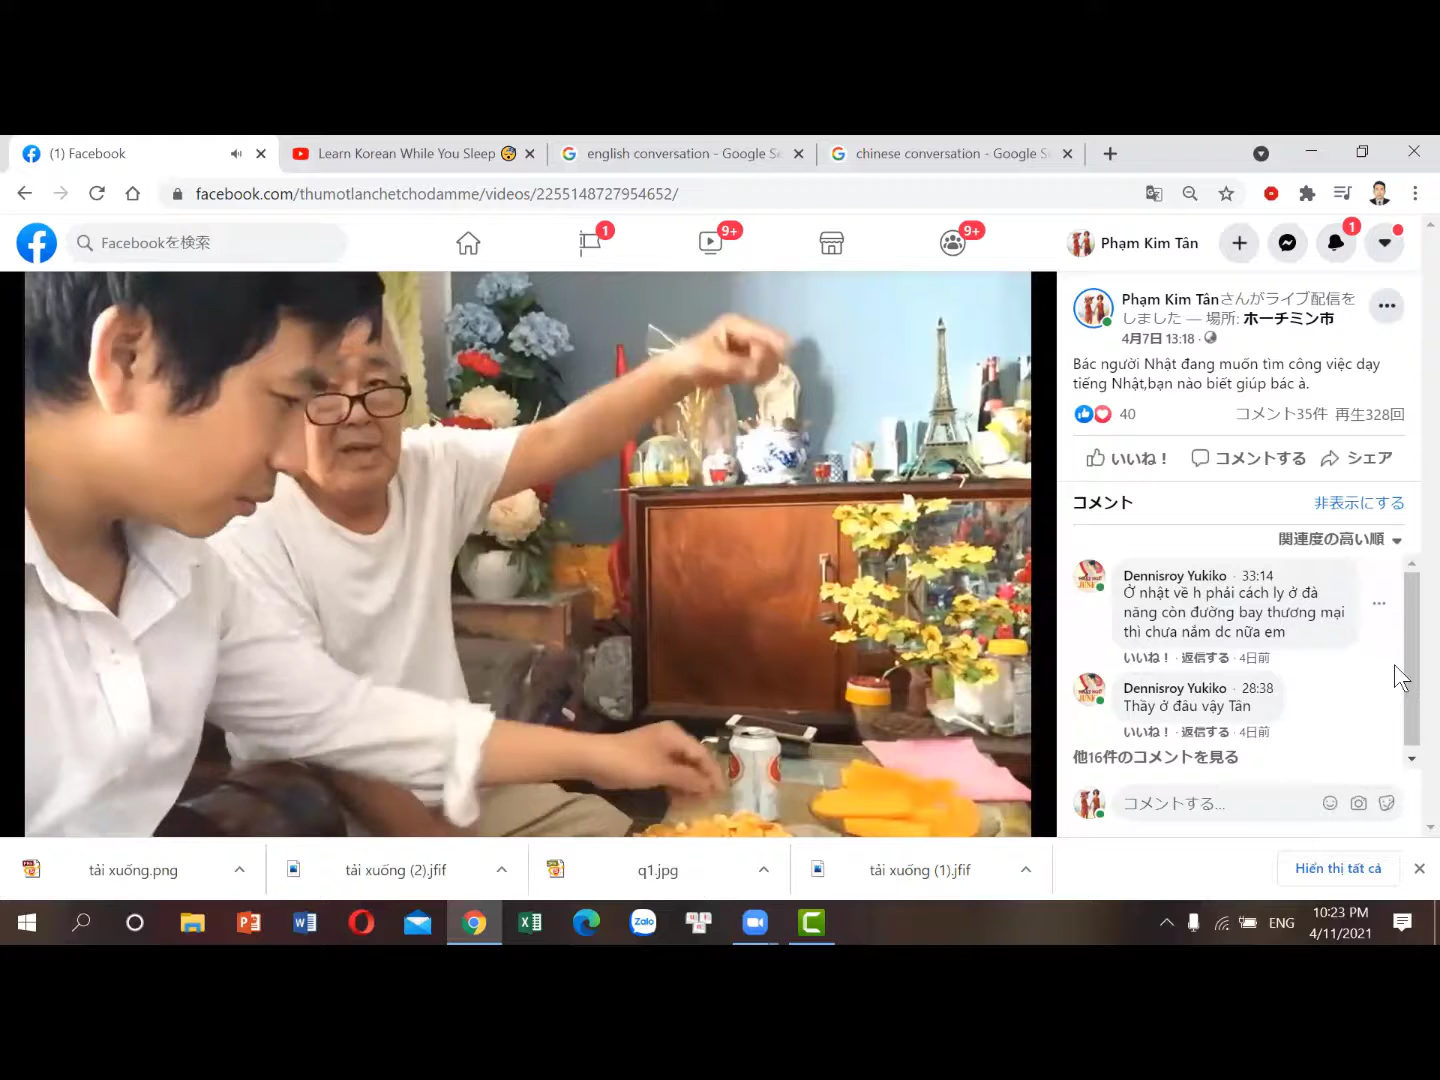 (1) Facebook
Learn Korean While You Sleep 😴
english conversation - Google Se
chinese conversation - Google Se
facebook.com/thumotlanchetchodamme/videos/2255148727954652/
Facebookを検索
1
9+
9+
Phạm Kim Tân
1
Phạm Kim Tânさんがライブ配信を
しました — 場所: ホーチミン市
4月7日 13:18
Bác người Nhật đang muốn tìm công việc dạy
tiếng Nhật,bạn nào biết giúp bác à.
40
コメント35件 再生328回
いいね！ コメントする シェア
コメント
非表示にする
関連度の高い順
Dennisroy Yukiko · 33:14
Ở nhật về h phải cách ly ở đà
nãng còn đường bay thương mại
thì chưa nắm dc nữa em
いいね！ · 返信する · 4日前
Dennisroy Yukiko · 28:38
Thầy ở đâu vậy Tân
いいね！ · 返信する · 4日前
他16件のコメントを見る
コメントする...
tải xuống.png
tải xuống (2).jfif
q1.jpg
tải xuống (1).jfif
Hiển thị tất cả
Zalo
ENG
10:23 PM
4/11/2021